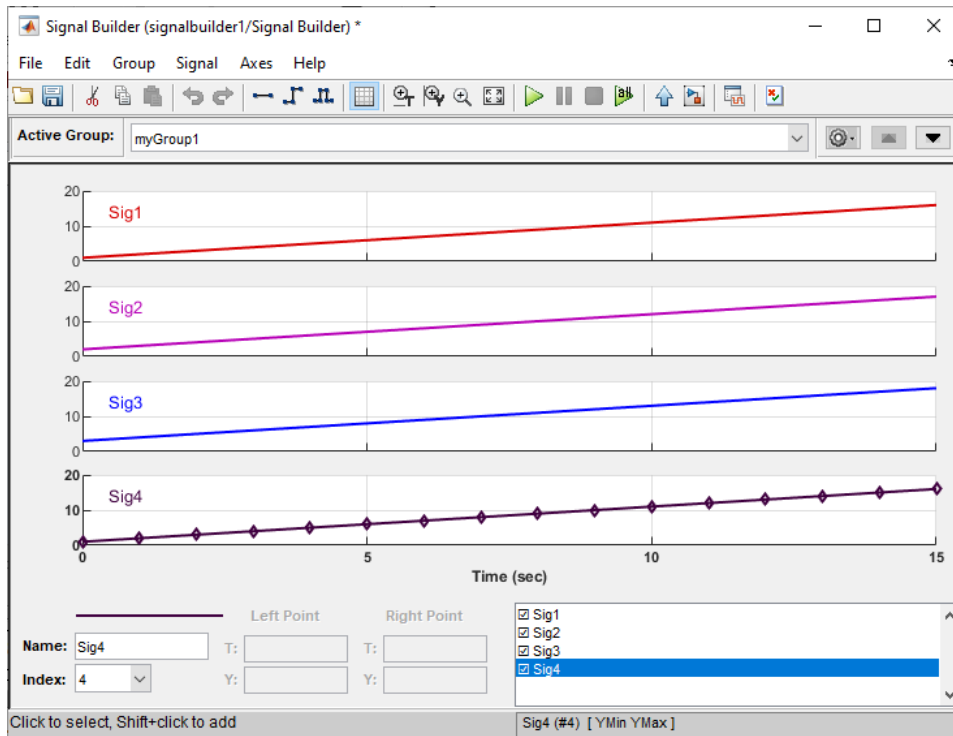 Signal Builder (signalbuilder1/Signal Builder) *
File Edit Group Signal Axes Help
Active Group: myGroup1
20
Sig1
10
0
20
Sig2
10
0
20
Sig3
10
0
20
Sig4
10
0
0 5 10 15
Time (sec)
Left Point Right Point
Name: Sig4 T: T:
Index: 4 Y: Y:
Sig1
Sig2
Sig3
Sig4
Click to select, Shift+click to add
Sig4 (#4) [ YMin YMax ]